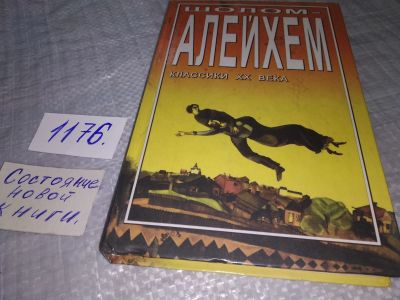 ШОЛОМ-
АЛЕЙХЕМ
КЛАССИКИ XX ВЕКА
1176.
Состояние
новой
книги.